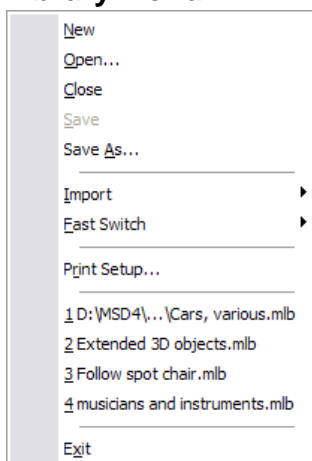 New
Open...
Close
Save
Save As...
Import
Fast Switch
Print Setup...
1 D:\MSD4\...\Cars, various.mlb
2 Extended 3D objects.mlb
3 Follow spot chair.mlb
4 musicians and instruments.mlb
Exit